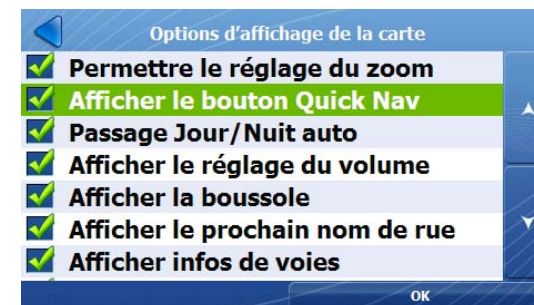 Options d'affichage de la carte
Permettre le réglage du zoom
Afficher le bouton Quick Nav
Passage Jour/Nuit auto
Afficher le réglage du volume
Afficher la boussole
Afficher le prochain nom de rue
Afficher infos de voies
OK